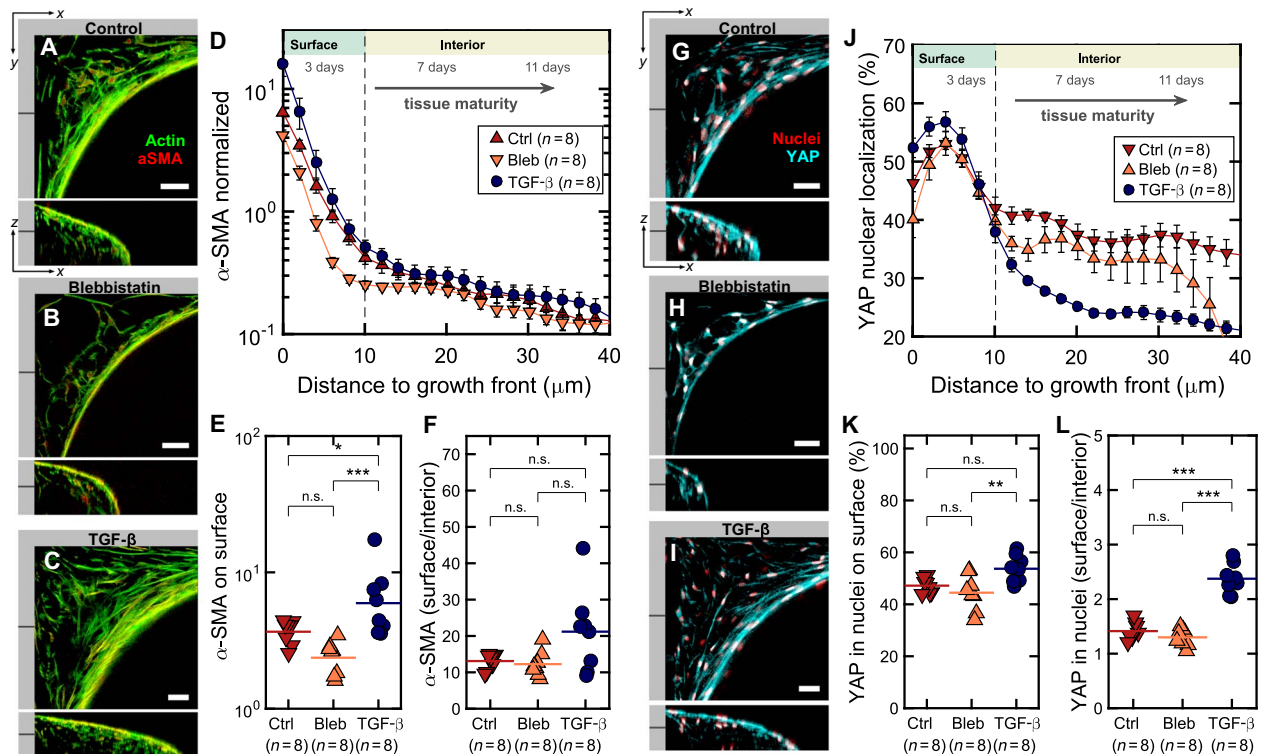 x
y
Control
A
Actin
aSMA
z
x
Blebbistatin
B
TGF-β
C
D
Surface
Interior
3 days
7 days
11 days
tissue maturity
Ctrl (n=8)
Bleb (n=8)
TGF-β (n=8)
α-SMA normalized
10¹
10⁰
10⁻¹
0
10
20
30
40
Distance to growth front (μm)
E
α-SMA on surface
10²
10¹
10⁰
*
***
n.s.
Ctrl
Bleb
TGF-β
(n=8)
(n=8)
(n=8)
F
α-SMA (surface/interior)
70
60
50
40
30
20
10
0
n.s.
n.s.
n.s.
Ctrl
Bleb
TGF-β
(n=8)
(n=8)
(n=8)
x
y
Control
G
Nuclei
YAP
z
x
Blebbistatin
H
TGF-β
I
J
Surface
Interior
3 days
7 days
11 days
tissue maturity
Ctrl (n=8)
Bleb (n=8)
TGF-β (n=8)
YAP nuclear localization (%)
70
60
50
40
30
20
0
10
20
30
40
Distance to growth front (μm)
K
YAP in nuclei on surface (%)
100
80
60
40
20
0
n.s.
**
n.s.
Ctrl
Bleb
TGF-β
(n=8)
(n=8)
(n=8)
L
YAP in nuclei (surface/interior)
5
4
3
2
1
0
***
***
n.s.
Ctrl
Bleb
TGF-β
(n=8)
(n=8)
(n=8)